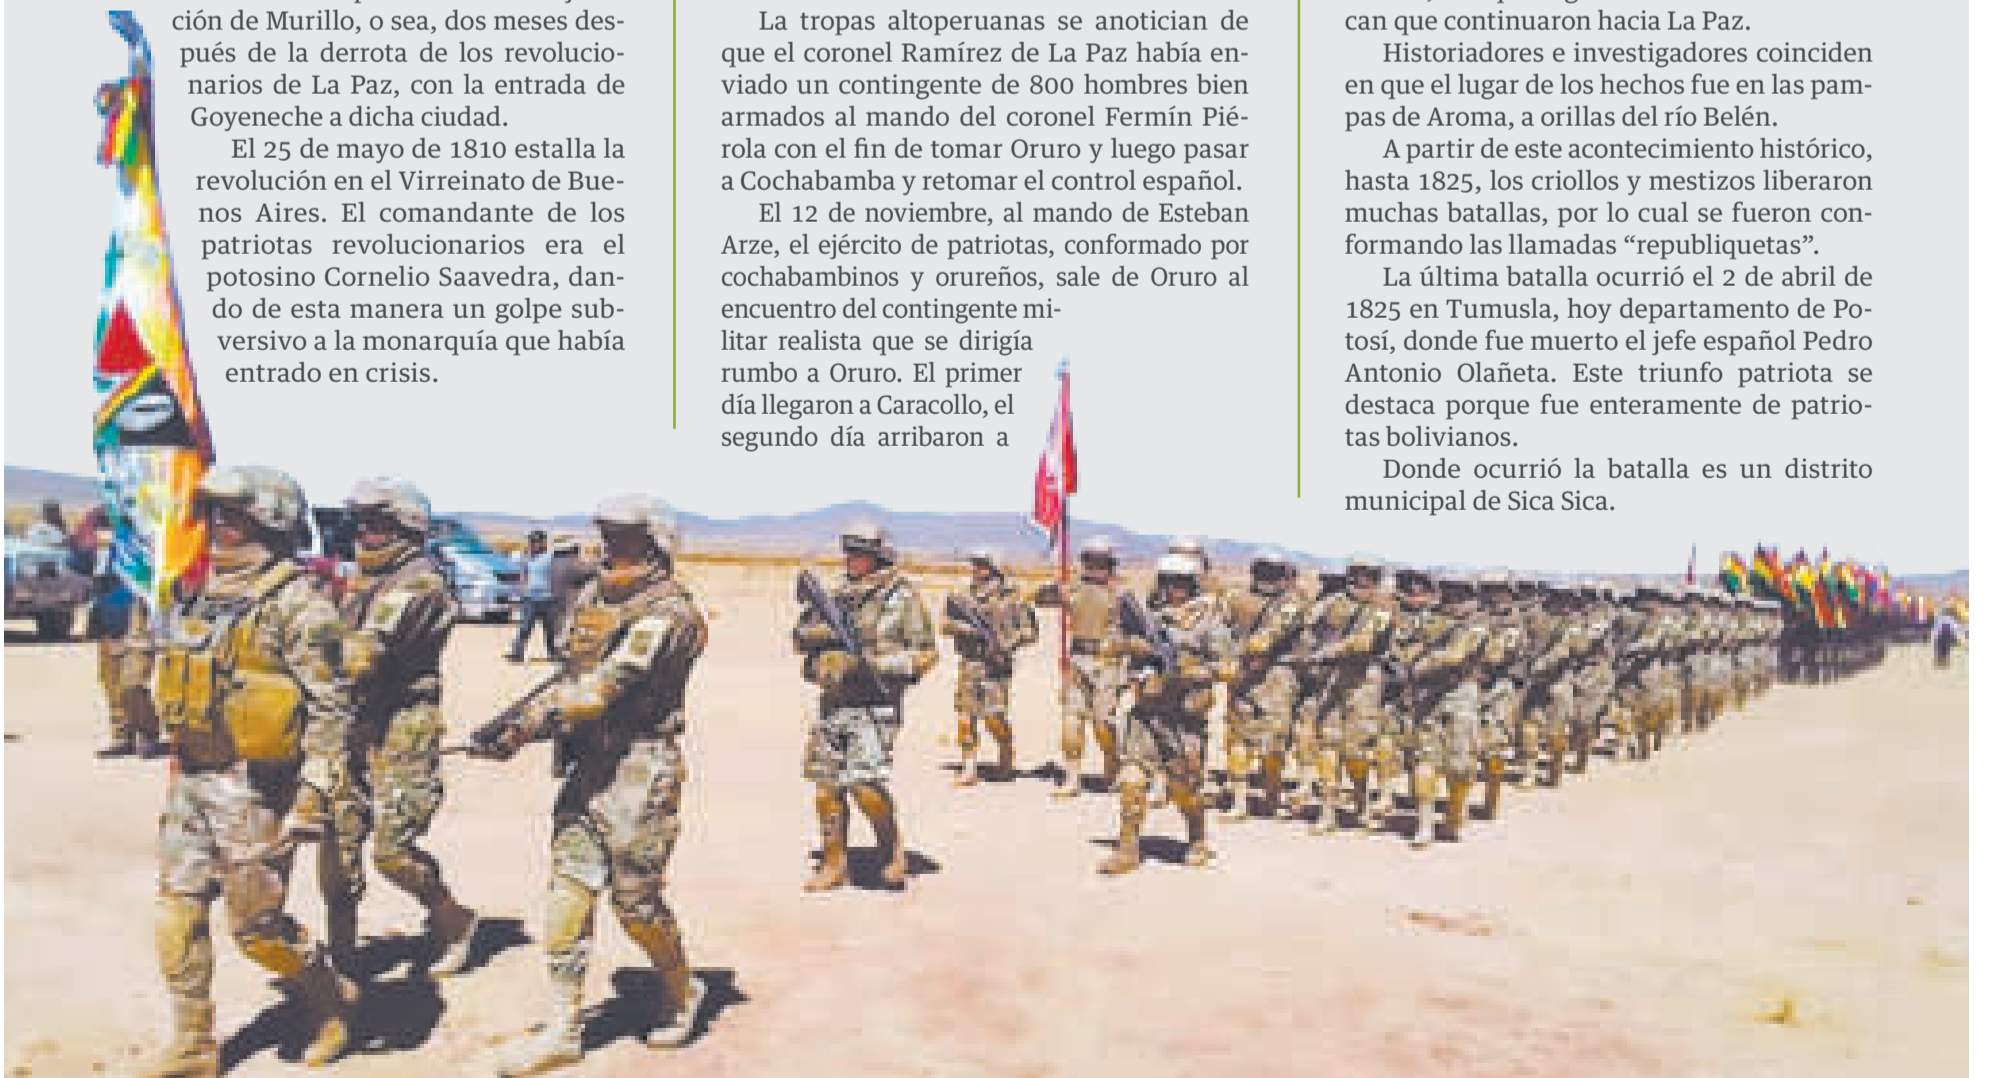 ción de Murillo, o sea, dos meses des-
pués de la derrota de los revolucio-
narios de La Paz, con la entrada de
Goyeneche a dicha ciudad.
El 25 de mayo de 1810 estalla la
revolución en el Virreinato de Bue-
nos Aires. El comandante de los
patriotas revolucionarios era el
potosino Cornelio Saavedra, dan-
do de esta manera un golpe sub-
versivo a la monarquía que había
entrado en crisis.
La tropas altoperuanas se anotician de
que el coronel Ramírez de La Paz había en-
viado un contingente de 800 hombres bien
armados al mando del coronel Fermín Pié-
rola con el fin de tomar Oruro y luego pasar
a Cochabamba y retomar el control español.
El 12 de noviembre, al mando de Esteban
Arze, el ejército de patriotas, conformado por
cochabambinos y orureños, sale de Oruro al
encuentro del contingente mi-
litar realista que se dirigía
rumbo a Oruro. El primer
día llegaron a Caracollo, el
segundo día arribaron a
can que continuaron hacia La Paz.
Historiadores e investigadores coinciden
en que el lugar de los hechos fue en las pam-
pas de Aroma, a orillas del río Belén.
A partir de este acontecimiento histórico,
hasta 1825, los criollos y mestizos liberaron
muchas batallas, por lo cual se fueron con-
formando las llamadas “republiquetas”.
La última batalla ocurrió el 2 de abril de
1825 en Tumusla, hoy departamento de Po-
tosí, donde fue muerto el jefe español Pedro
Antonio Olañeta. Este triunfo patriota se
destaca porque fue enteramente de patrio-
tas bolivianos.
Donde ocurrió la batalla es un distrito
municipal de Sica Sica.